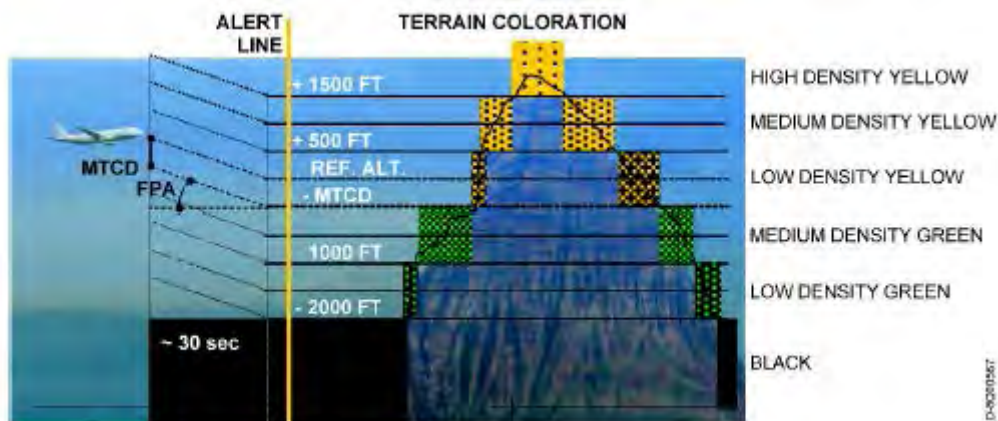 ALERT
LINE
TERRAIN COLORATION
+ 1500 FT
HIGH DENSITY YELLOW
MEDIUM DENSITY YELLOW
+ 500 FT
MTCD
REF. ALT.
LOW DENSITY YELLOW
FPA
- MTCD
MEDIUM DENSITY GREEN
1000 FT
LOW DENSITY GREEN
- 2000 FT
~ 30 sec
BLACK